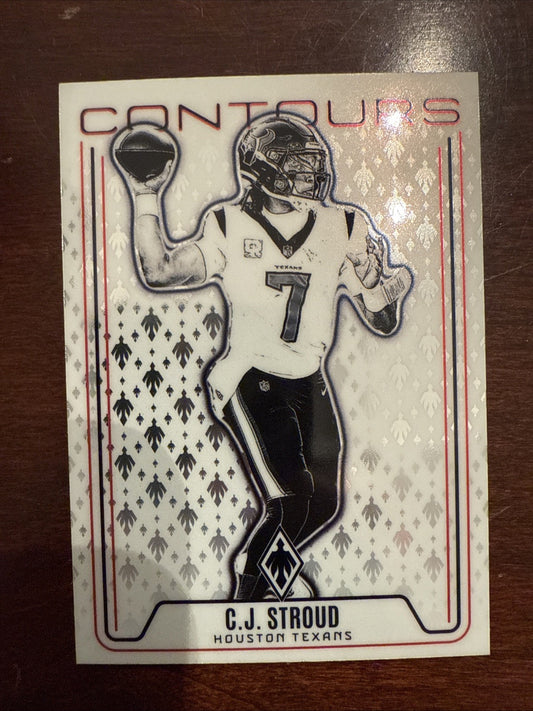 CONTOURS
TEXANS
7
C.J. STROUD
HOUSTON TEXANS